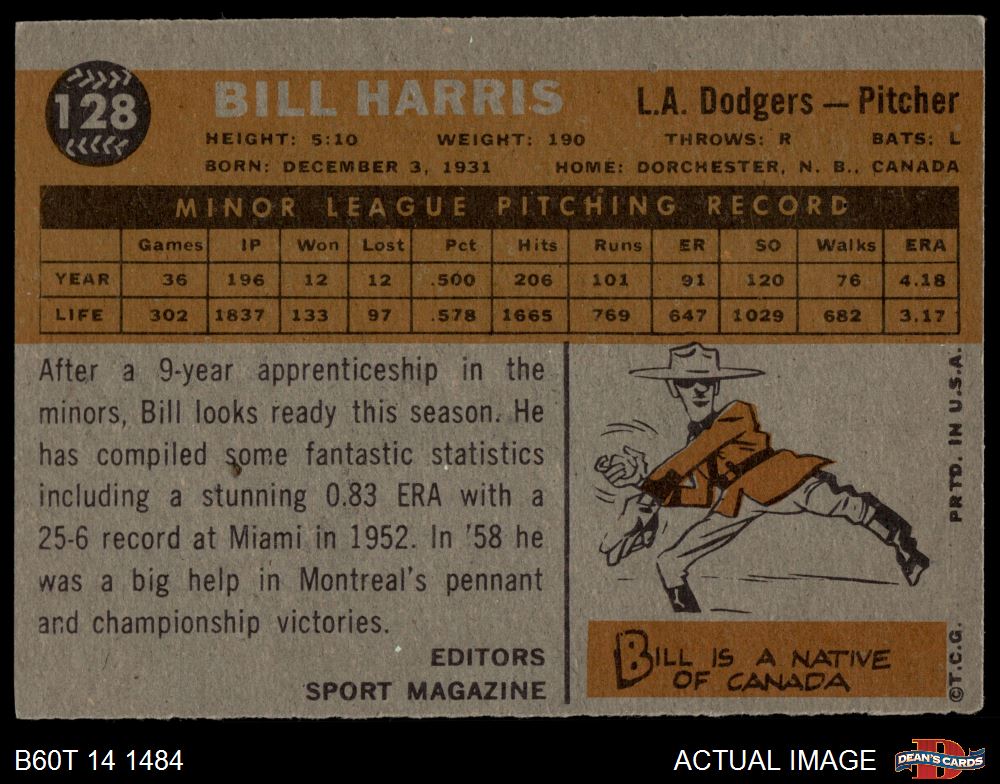 128
BILL HARRIS
L.A. Dodgers — Pitcher
HEIGHT: 5:10 WEIGHT: 190 THROWS: R BATS: L
BORN: DECEMBER 3, 1931 HOME: DORCHESTER, N. B., CANADA
MINOR LEAGUE PITCHING RECORD
Games IP Won Lost Pct Hits Runs ER SO Walks ERA
YEAR 36 196 12 12 .500 206 101 91 120 76 4.18
LIFE 302 1837 133 97 .578 1665 769 647 1029 682 3.17
After a 9-year apprenticeship in the
minors, Bill looks ready this season. He
has compiled some fantastic statistics
including a stunning 0.83 ERA with a
25-6 record at Miami in 1952. In '58 he
was a big help in Montreal's pennant
and championship victories.
EDITORS
SPORT MAGAZINE
BILL IS A NATIVE
OF CANADA
©T.C.G. PRTD. IN U.S.A.
B60T 14 1484
ACTUAL IMAGE
D
DEAN'S CARDS